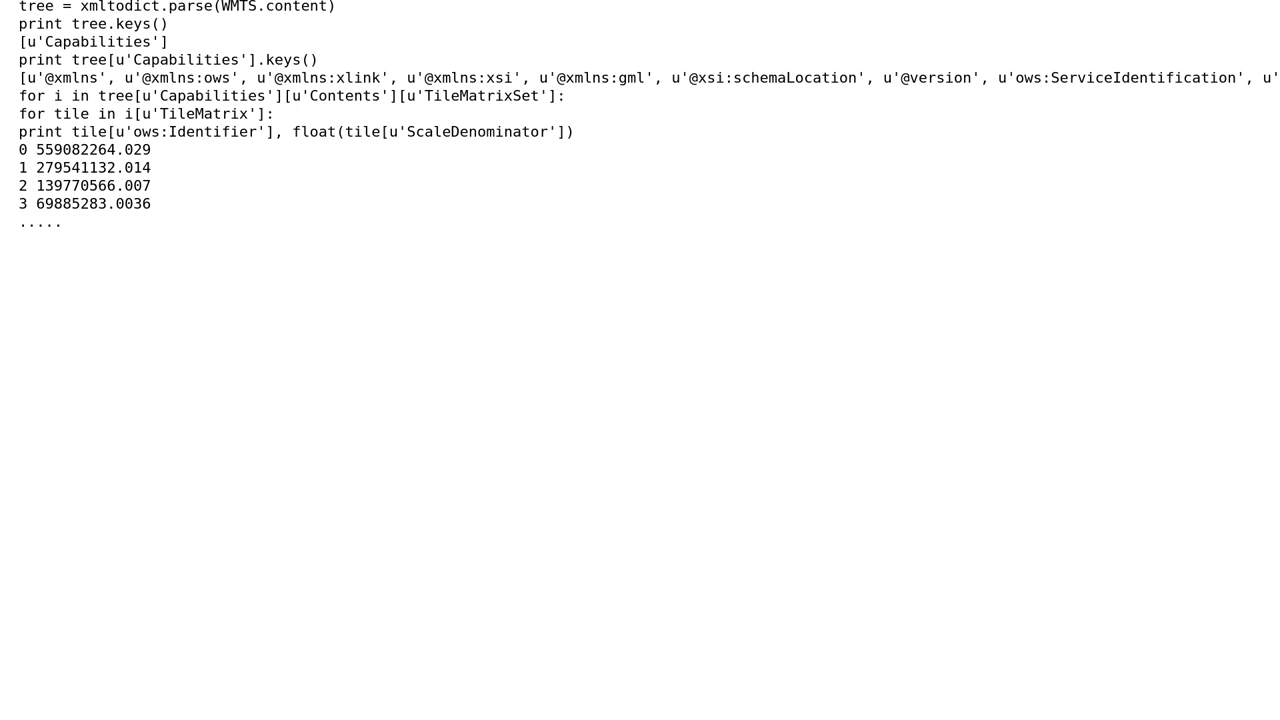 tree = xmltodict.parse(WMTS.content)
print tree.keys()
[u'Capabilities']
print tree[u'Capabilities'].keys()
[u'@xmlns', u'@xmlns:ows', u'@xmlns:xlink', u'@xmlns:xsi', u'@xmlns:gml', u'@xsi:schemaLocation', u'@version', u'ows:ServiceIdentification', u'
for i in tree[u'Capabilities'][u'Contents'][u'TileMatrixSet']:
for tile in i[u'TileMatrix']:
print tile[u'ows:Identifier'], float(tile[u'ScaleDenominator'])
0 559082264.029
1 279541132.014
2 139770566.007
3 69885283.0036
.....